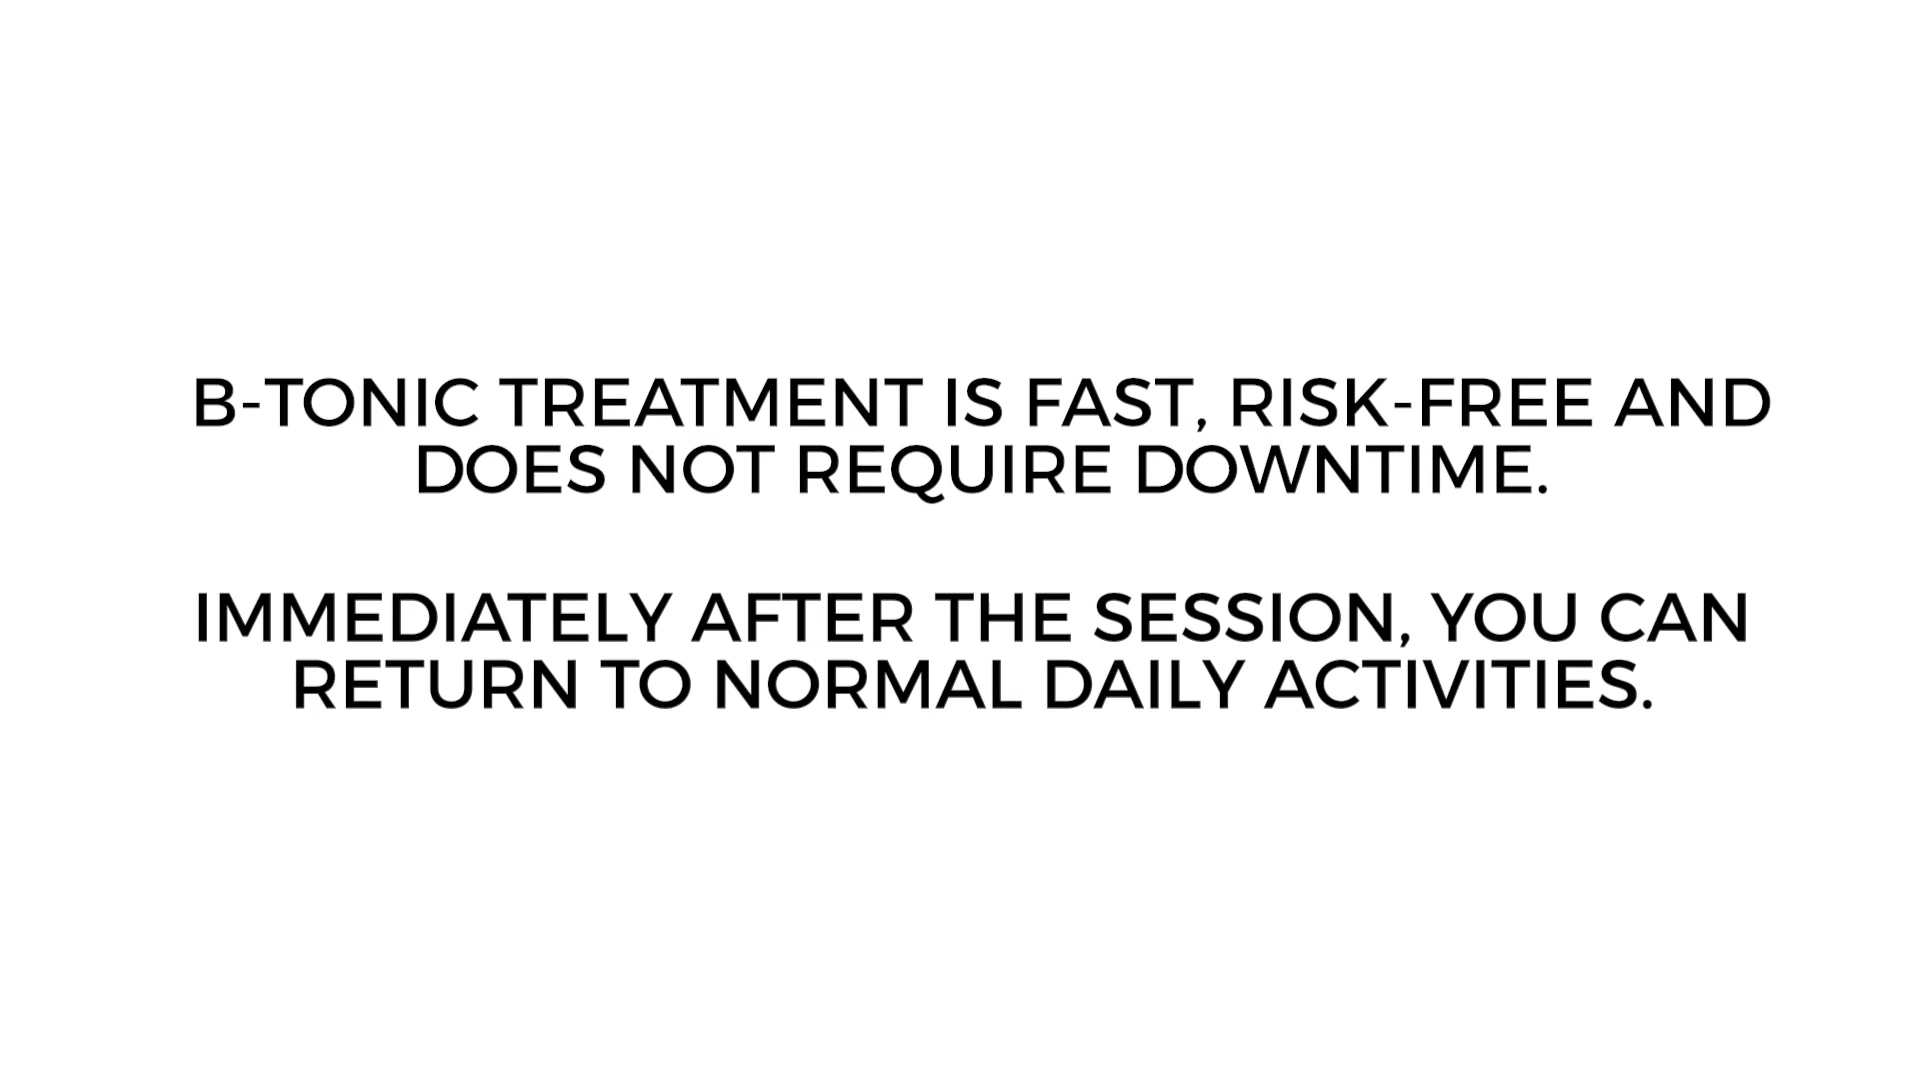 B-TONIC TREATMENT IS FAST, RISK-FREE AND
DOES NOT REQUIRE DOWNTIME.
IMMEDIATELY AFTER THE SESSION, YOU CAN
RETURN TO NORMAL DAILY ACTIVITIES.